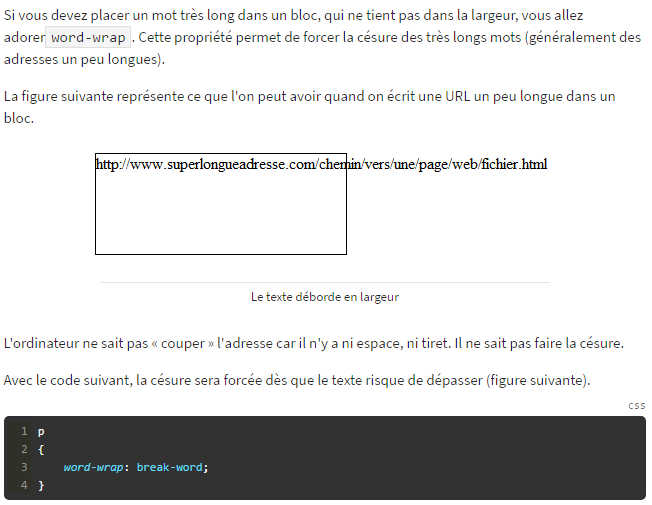 Si vous devez placer un mot très long dans un bloc, qui ne tient pas dans la largeur, vous allez
adorer word-wrap . Cette propriété permet de forcer la césure des très longs mots (généralement des
adresses un peu longues).
La figure suivante représente ce que l'on peut avoir quand on écrit une URL un peu longue dans un
bloc.
http://www.superlongueadresse.com/chemin/vers/une/page/web/fichier.html
Le texte déborde en largeur
L'ordinateur ne sait pas « couper » l'adresse car il n'y a ni espace, ni tiret. Il ne sait pas faire la césure.
Avec le code suivant, la césure sera forcée dès que le texte risque de dépasser (figure suivante).
CSS
1 p
2 {
3 word-wrap: break-word;
4 }